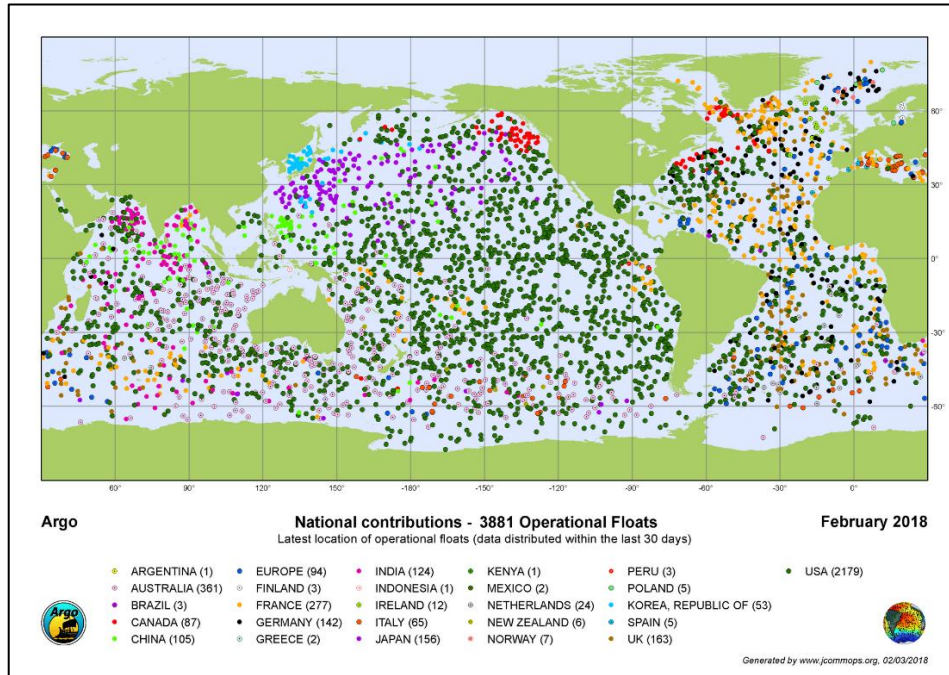 60°
30°
0°
-30°
-60°
60°
30°
0°
-30°
-60°
60° 90° 120° 150° 180° -150° -120° -90° -60° -30° 0°
Argo National contributions - 3881 Operational Floats February 2018
Latest location of operational floats (data distributed within the last 30 days)
ARGENTINA (1) EUROPE (94) INDIA (124) KENYA (1) PERU (3) USA (2179)
AUSTRALIA (361) FINLAND (3) INDONESIA (1) MEXICO (2) POLAND (5)
BRAZIL (3) FRANCE (277) IRELAND (12) NETHERLANDS (24) KOREA, REPUBLIC OF (53)
CANADA (87) GERMANY (142) ITALY (65) NEW ZEALAND (6) SPAIN (5)
CHINA (105) GREECE (2) JAPAN (156) NORWAY (7) UK (163)
Argo
Generated by www.jcommops.org, 02/03/2018